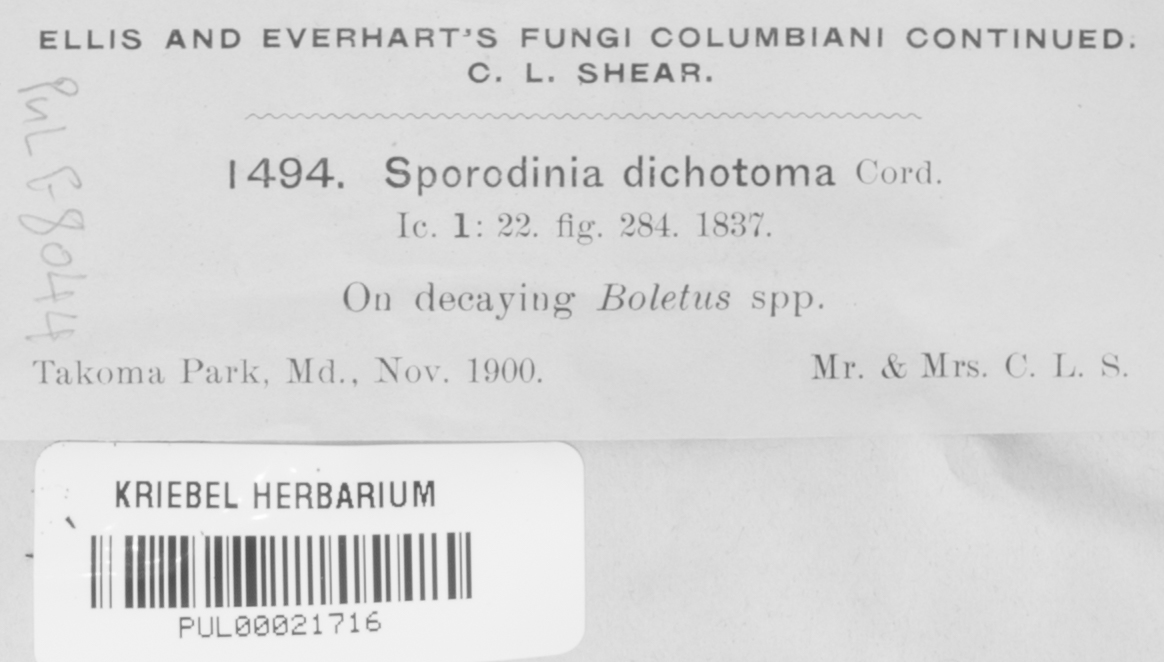 ELLIS AND EVERHART'S FUNGI COLUMBIANI CONTINUED.
C. L. SHEAR.
1494. Sporodinia dichotoma Cord.
Ic. 1: 22. fig. 284. 1837.
On decaying Boletus spp.
Takoma Park, Md., Nov. 1900. Mr. & Mrs. C. L. S.
PUL F8044
KRIEBEL HERBARIUM
PUL00021716